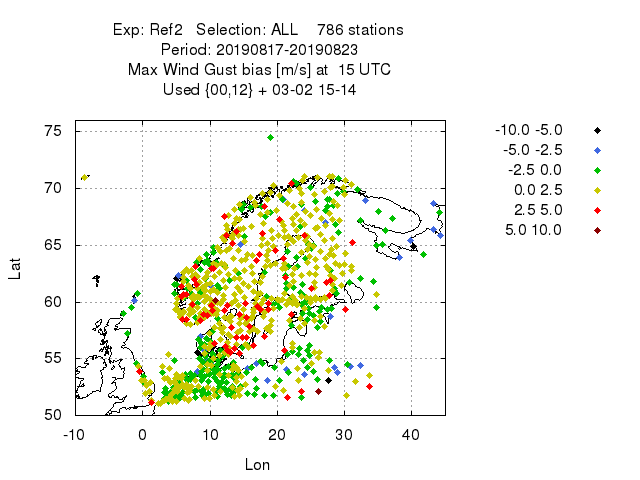 Exp: Ref2 Selection: ALL 786 stations
Period: 20190817-20190823
Max Wind Gust bias [m/s] at 15 UTC
Used {00,12} + 03-02 15-14
-10.0 -5.0
-5.0 -2.5
-2.5 0.0
0.0 2.5
2.5 5.0
5.0 10.0
75
70
65
60
55
50
Lat
-10 0 10 20 30 40
Lon